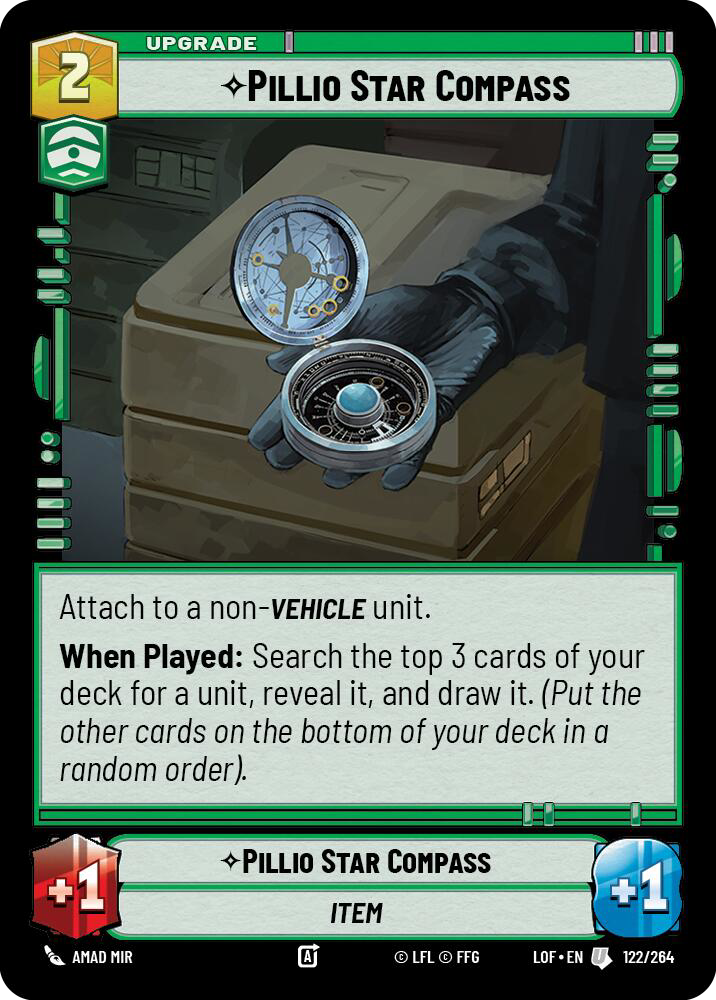 UPGRADE
2
✧PILLIO STAR COMPASS
Attach to a non-VEHICLE unit.
When Played: Search the top 3 cards of your
deck for a unit, reveal it, and draw it. (Put the
other cards on the bottom of your deck in a
random order).
✧PILLIO STAR COMPASS
+1
+1
ITEM
AMAD MIR
A
© LFL © FFG
LOF • EN
U
122/264